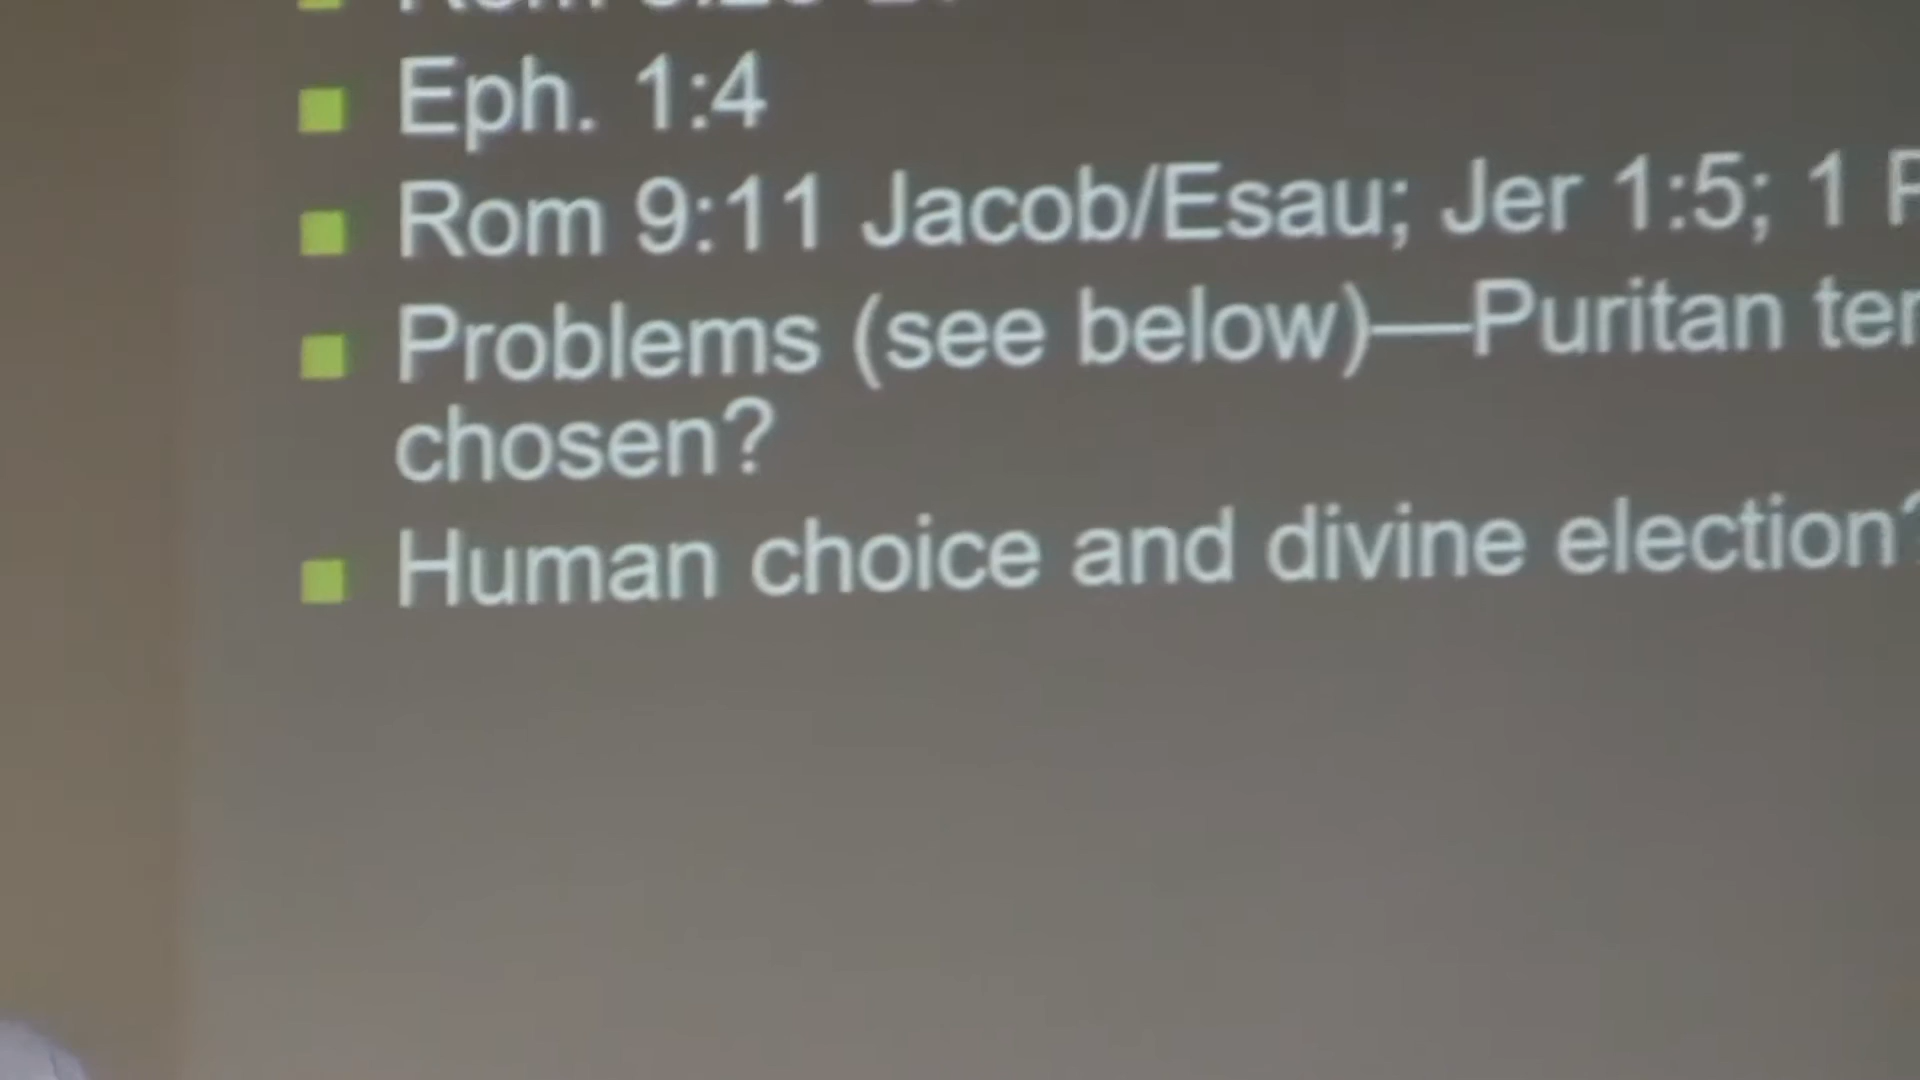 Eph. 1:4
Rom 9:11 Jacob/Esau; Jer 1:5; 1
Problems (see below)—Puritan
chosen?
Human choice and divine election?